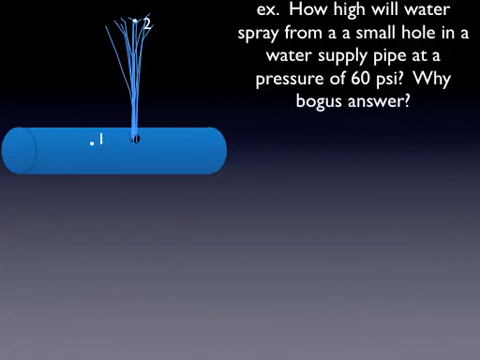 ex. How high will water
spray from a a small hole in a
water supply pipe at a
pressure of 60 psi? Why
bogus answer?
2
1